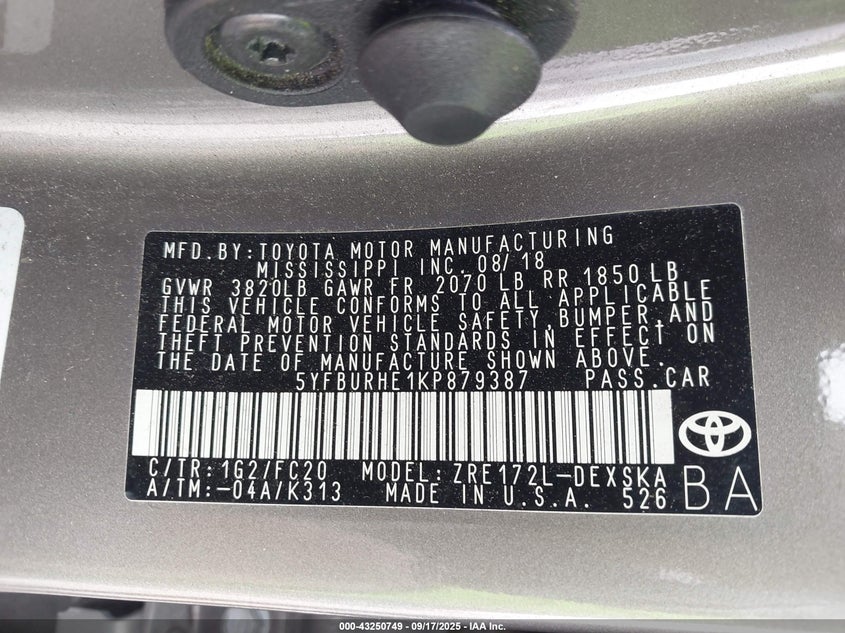 MFD. BY: TOYOTA MOTOR MANUFACTURING
MISSISSIPPI INC. 08/18
GVWR 3820LB GAWR FR 2070 LB RR 1850 LB
THIS VEHICLE CONFORMS TO ALL APPLICABLE
FEDERAL MOTOR VEHICLE SAFETY, BUMPER, AND
THEFT PREVENTION STANDARDS IN EFFECT ON
THE DATE OF MANUFACTURE SHOWN ABOVE.
5YFBURHE1KP879387 PASS. CAR
C/TR: 1G2/FC20 MODEL: ZRE172L-DEXSKA
A/TM: -04A/K313 MADE IN U.S.A. 526
BA
000-43250749 - 09/17/2025 - IAA Inc.